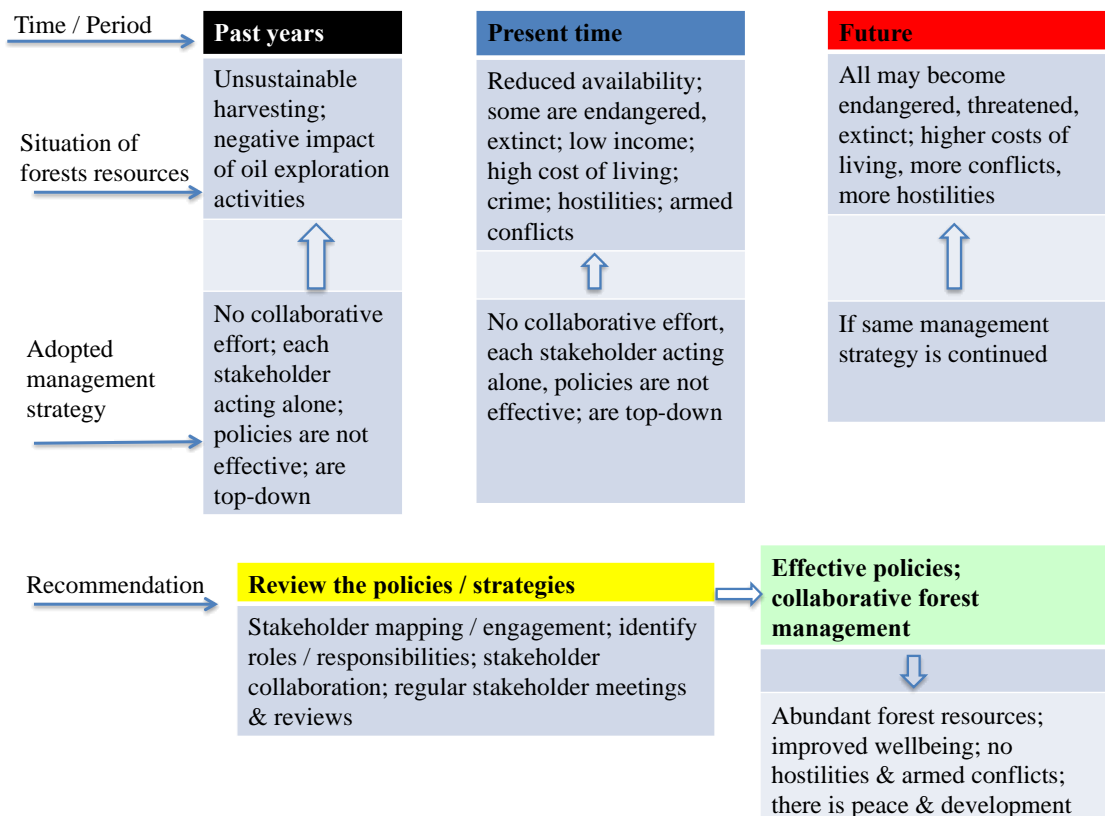 Time / Period
Past years
Present time
Future
Situation of
forests resources
Unsustainable
harvesting;
negative impact
of oil exploration
activities
Reduced availability;
some are endangered,
extinct; low income;
high cost of living;
crime; hostilities; armed
conflicts
All may become
endangered, threatened,
extinct; higher costs of
living, more conflicts,
more hostilities
Adopted
management
strategy
No collaborative
effort; each
stakeholder
acting alone;
policies are not
effective; are
top-down
No collaborative effort,
each stakeholder acting
alone, policies are not
effective; are top-down
If same management
strategy is continued
Recommendation
Review the policies / strategies
Stakeholder mapping / engagement; identify
roles / responsibilities; stakeholder
collaboration; regular stakeholder meetings
& reviews
Effective policies;
collaborative forest
management
Abundant forest resources;
improved wellbeing; no
hostilities & armed conflicts;
there is peace & development